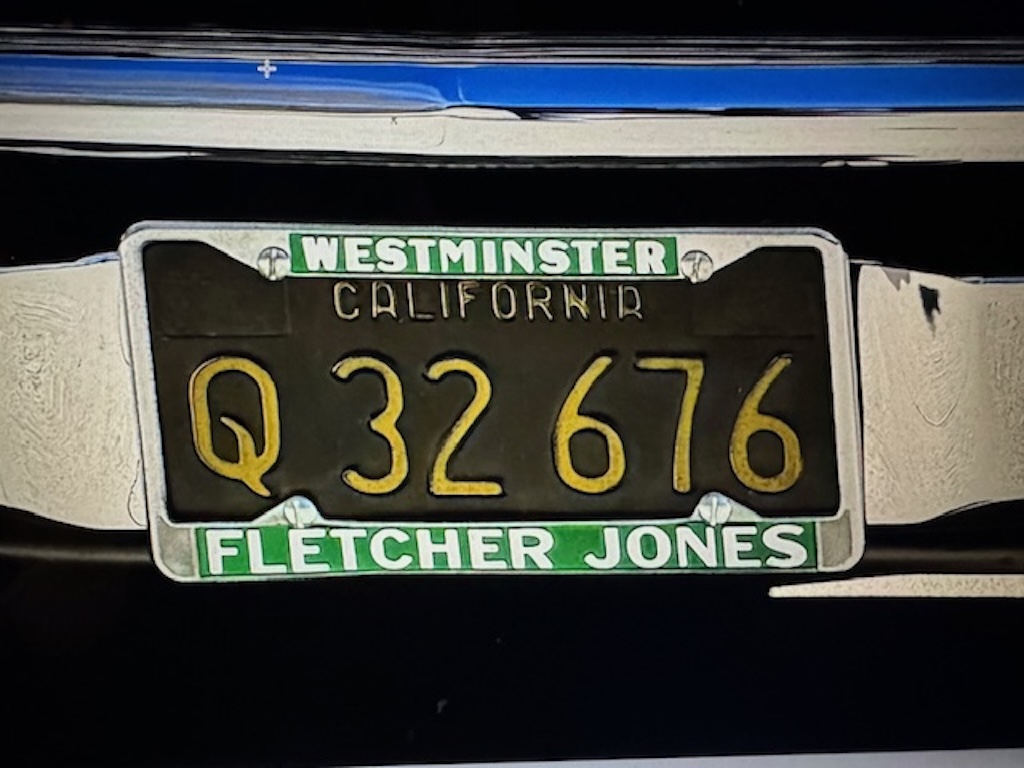 WESTMINSTER
CALIFORNIA
Q 32 676
FLETCHER JONES